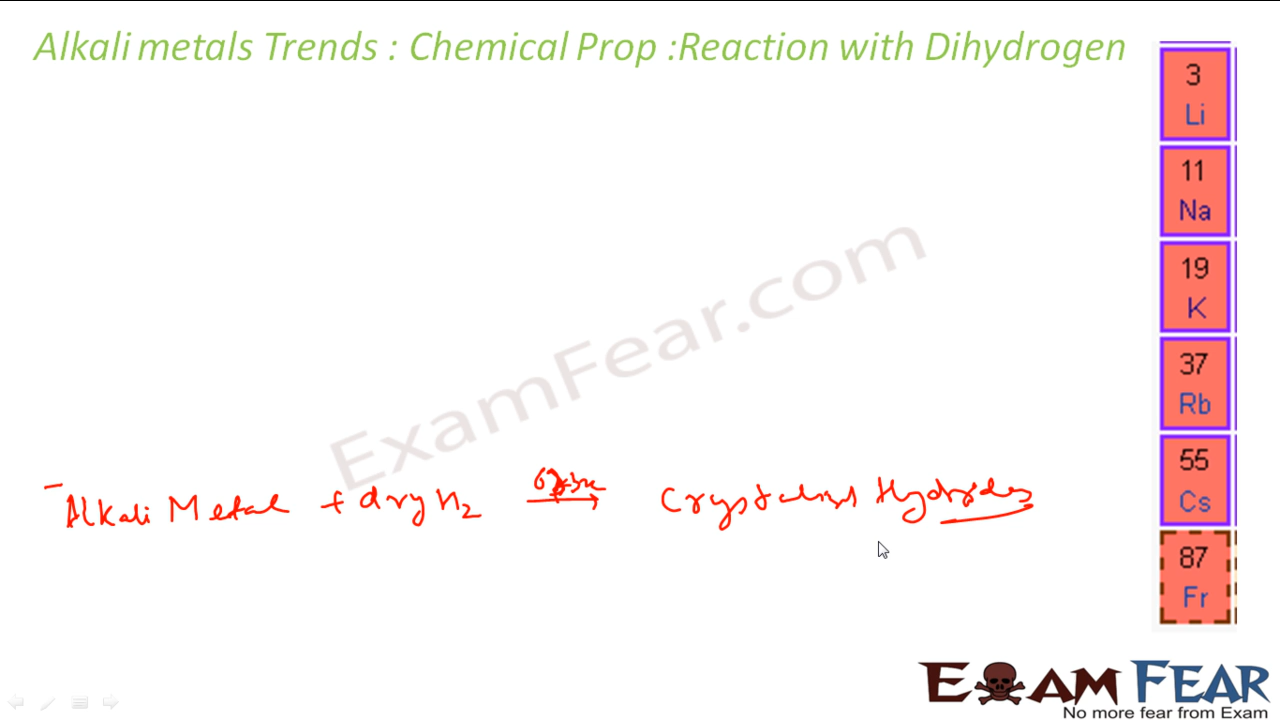 Alkali metals Trends : Chemical Prop :Reaction with Dihydrogen
3
Li
11
Na
19
K
37
Rb
55
Cs
87
Fr
ExamFear.com
Alkali Metal + dry H2 → Hydrides
EXAM FEAR
No more fear from Exam